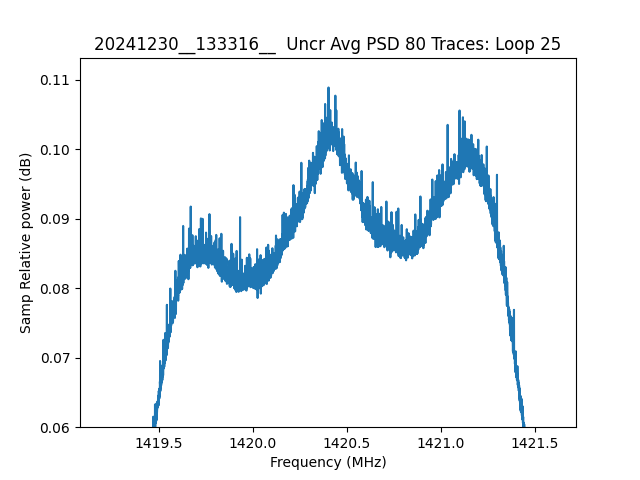 20241230__133316__  Uncr Avg PSD 80 Traces: Loop 25
0.11
0.10
0.09
0.08
0.07
0.06
Samp Relative power (dB)
1419.5 1420.0 1420.5 1421.0 1421.5
Frequency (MHz)